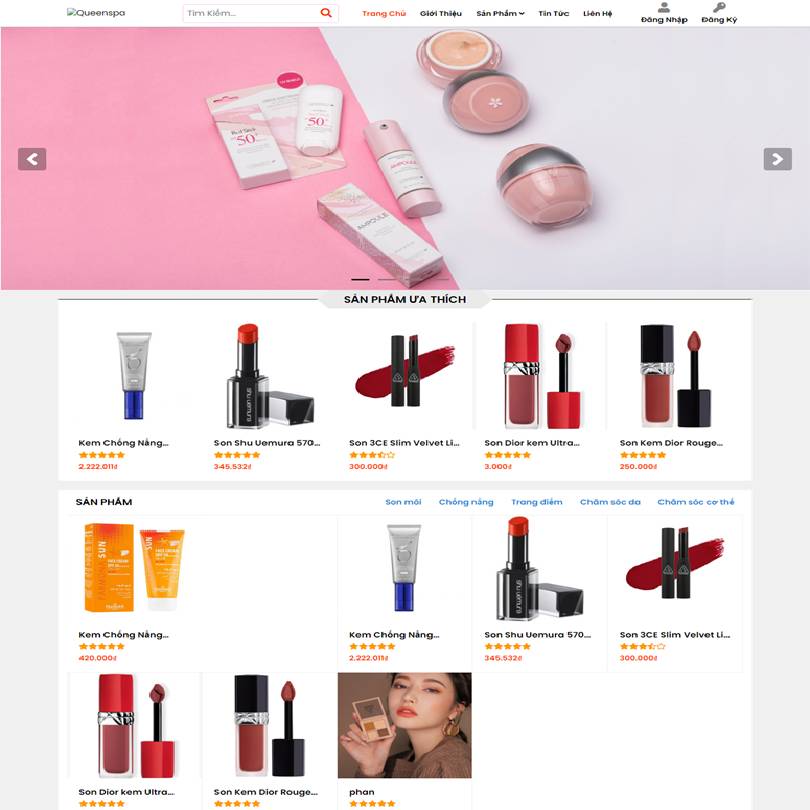 Queenspa
Tìm Kiếm...
Trang Chủ Giới Thiệu Sản Phẩm Tin Tức Liên Hệ
Đăng Nhập Đăng Ký
50+
50+
AMPOULE
AMPOULE
SẢN PHẨM ƯA THÍCH
shu uemura
Kem Chống Nắng...
2.222.011đ
Son Shu Uemura 570...
345.532đ
Son 3CE Slim Velvet Li...
300.000đ
Son Dior kem Ultra...
3.000đ
Son Kem Dior Rouge...
250.000đ
SẢN PHẨM
Son môi Chống nắng Trang điểm Chăm sóc da Chăm sóc cơ thể
SUN
SUN
shu uemura
Kem Chống Nắng...
420.000đ
Kem Chống Nắng...
2.222.011đ
Son Shu Uemura 570...
345.532đ
Son 3CE Slim Velvet Li...
300.000đ
Son Dior kem Ultra...
Son Kem Dior Rouge...
phan